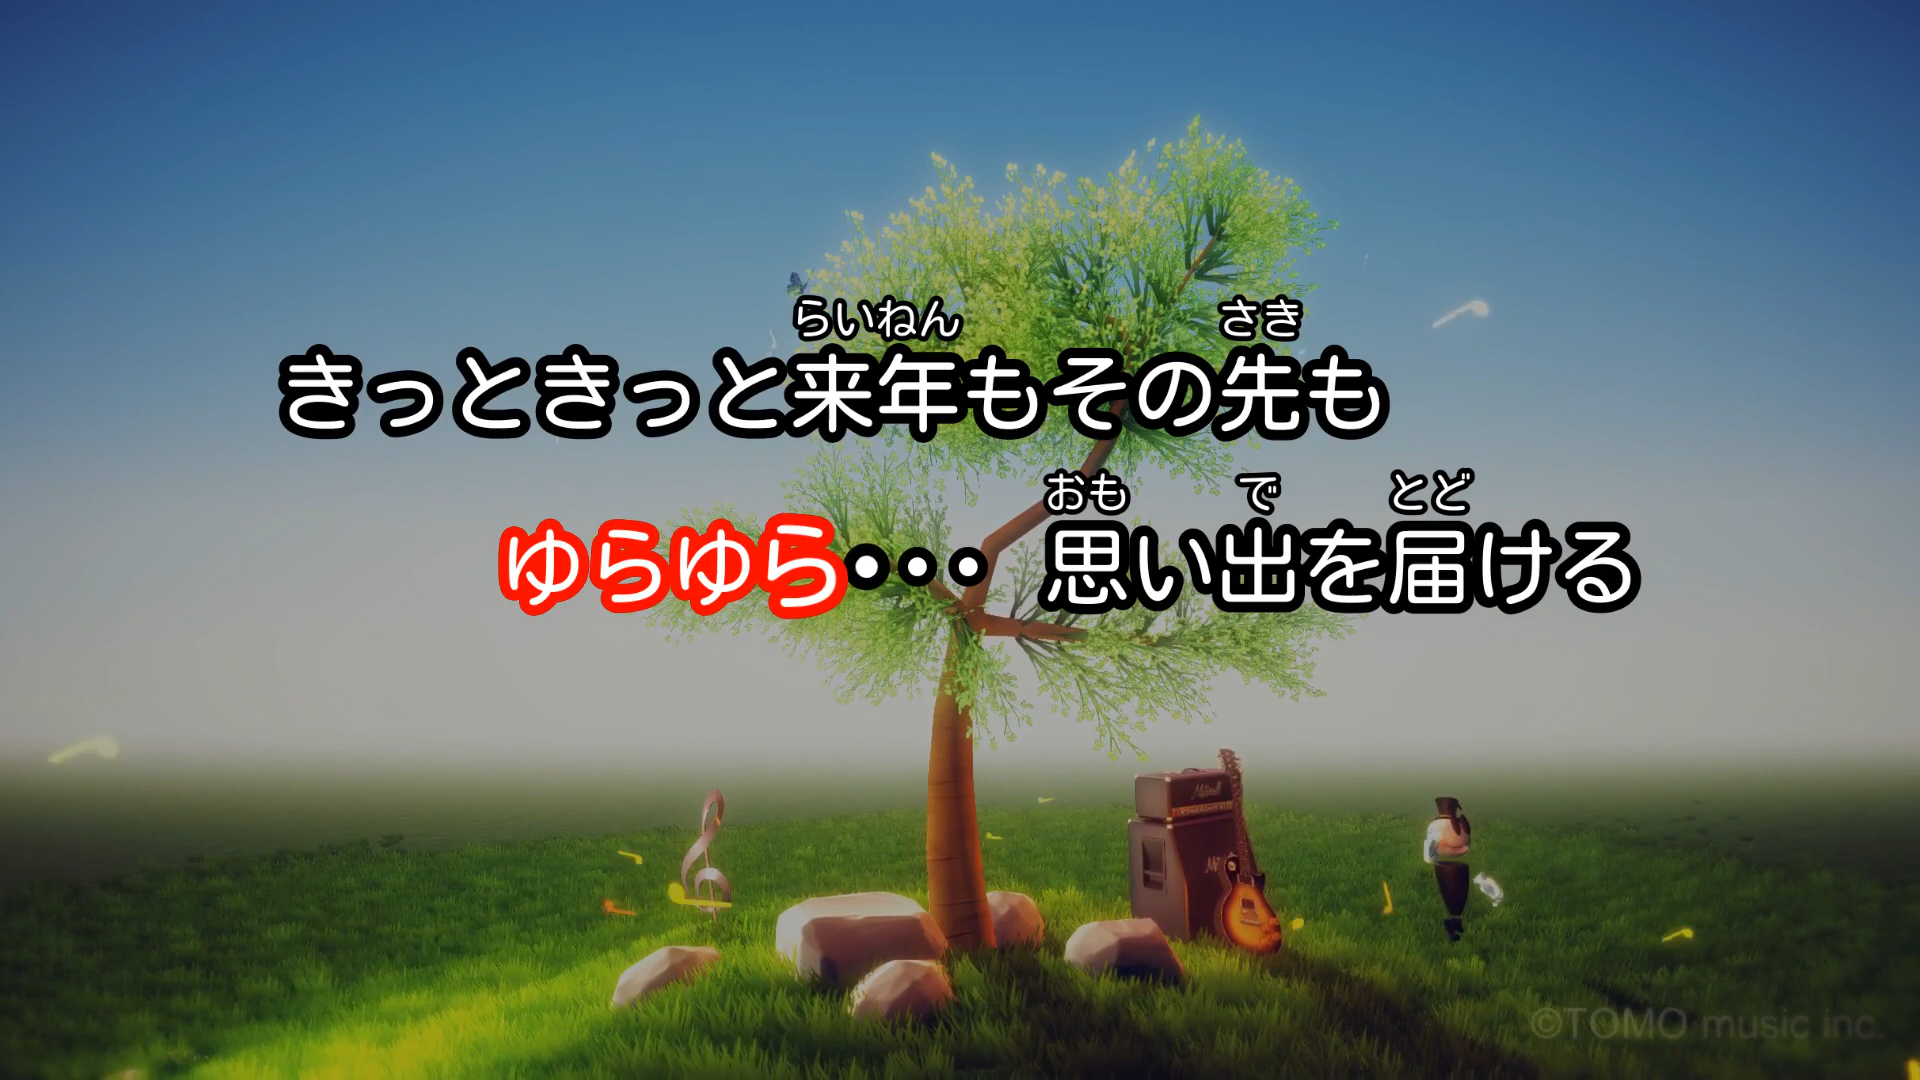 らいねん さき
きっときっと来年もその先も
おも で とど
ゆらゆら・・・ 思い出を届ける
©TOMO music inc